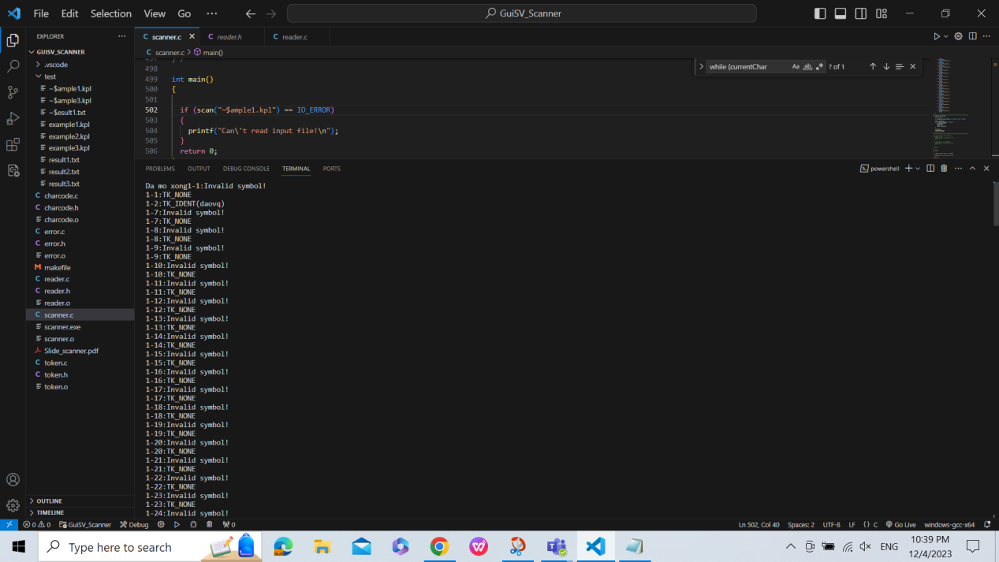 File Edit Selection View Go ··· GuiSV_Scanner
EXPLORER ···
GUISV_SCANNER
.vscode
test
~$ample1.kpl
~$ample3.kpl
~$esult1.txt
example1.kpl
example2.kpl
example3.kpl
result1.txt
result2.txt
result3.txt
C charcode.c
C charcode.h
charcode.o
C error.c
C error.h
error.o
M makefile
C reader.c
C reader.h
reader.o
C scanner.c
scanner.exe
scanner.o
Slide_scanner.pdf
C token.c
C token.h
token.o
OUTLINE
TIMELINE
C scanner.c C reader.h C reader.c
C scanner.c > main()
while (currentChar Aa ab ? of 1
498
499 int main()
500 {
501
502 if (scan("~$ample1.kpl") == IO_ERROR)
503 {
504 printf("Can\'t read input file!\n");
505 }
506 return 0;
PROBLEMS OUTPUT DEBUG CONSOLE TERMINAL PORTS powershell
Da mo xong1-1:Invalid symbol!
1-1:TK_NONE
1-2:TK_IDENT(daovq)
1-7:Invalid symbol!
1-7:TK_NONE
1-8:Invalid symbol!
1-8:TK_NONE
1-9:Invalid symbol!
1-9:TK_NONE
1-10:Invalid symbol!
1-10:TK_NONE
1-11:Invalid symbol!
1-11:TK_NONE
1-12:Invalid symbol!
1-12:TK_NONE
1-13:Invalid symbol!
1-13:TK_NONE
1-14:Invalid symbol!
1-14:TK_NONE
1-15:Invalid symbol!
1-15:TK_NONE
1-16:Invalid symbol!
1-16:TK_NONE
1-17:Invalid symbol!
1-17:TK_NONE
1-18:Invalid symbol!
1-18:TK_NONE
1-19:Invalid symbol!
1-19:TK_NONE
1-20:Invalid symbol!
1-20:TK_NONE
1-21:Invalid symbol!
1-21:TK_NONE
1-22:Invalid symbol!
1-22:TK_NONE
1-23:Invalid symbol!
1-23:TK_NONE
1-24:Invalid symbol!
0 0 GuiSV_Scanner Debug 0 Ln 502, Col 40 Spaces: 2 UTF-8 LF {} C Go Live windows-gcc-x64
Type here to search ENG 10:39 PM
12/4/2023